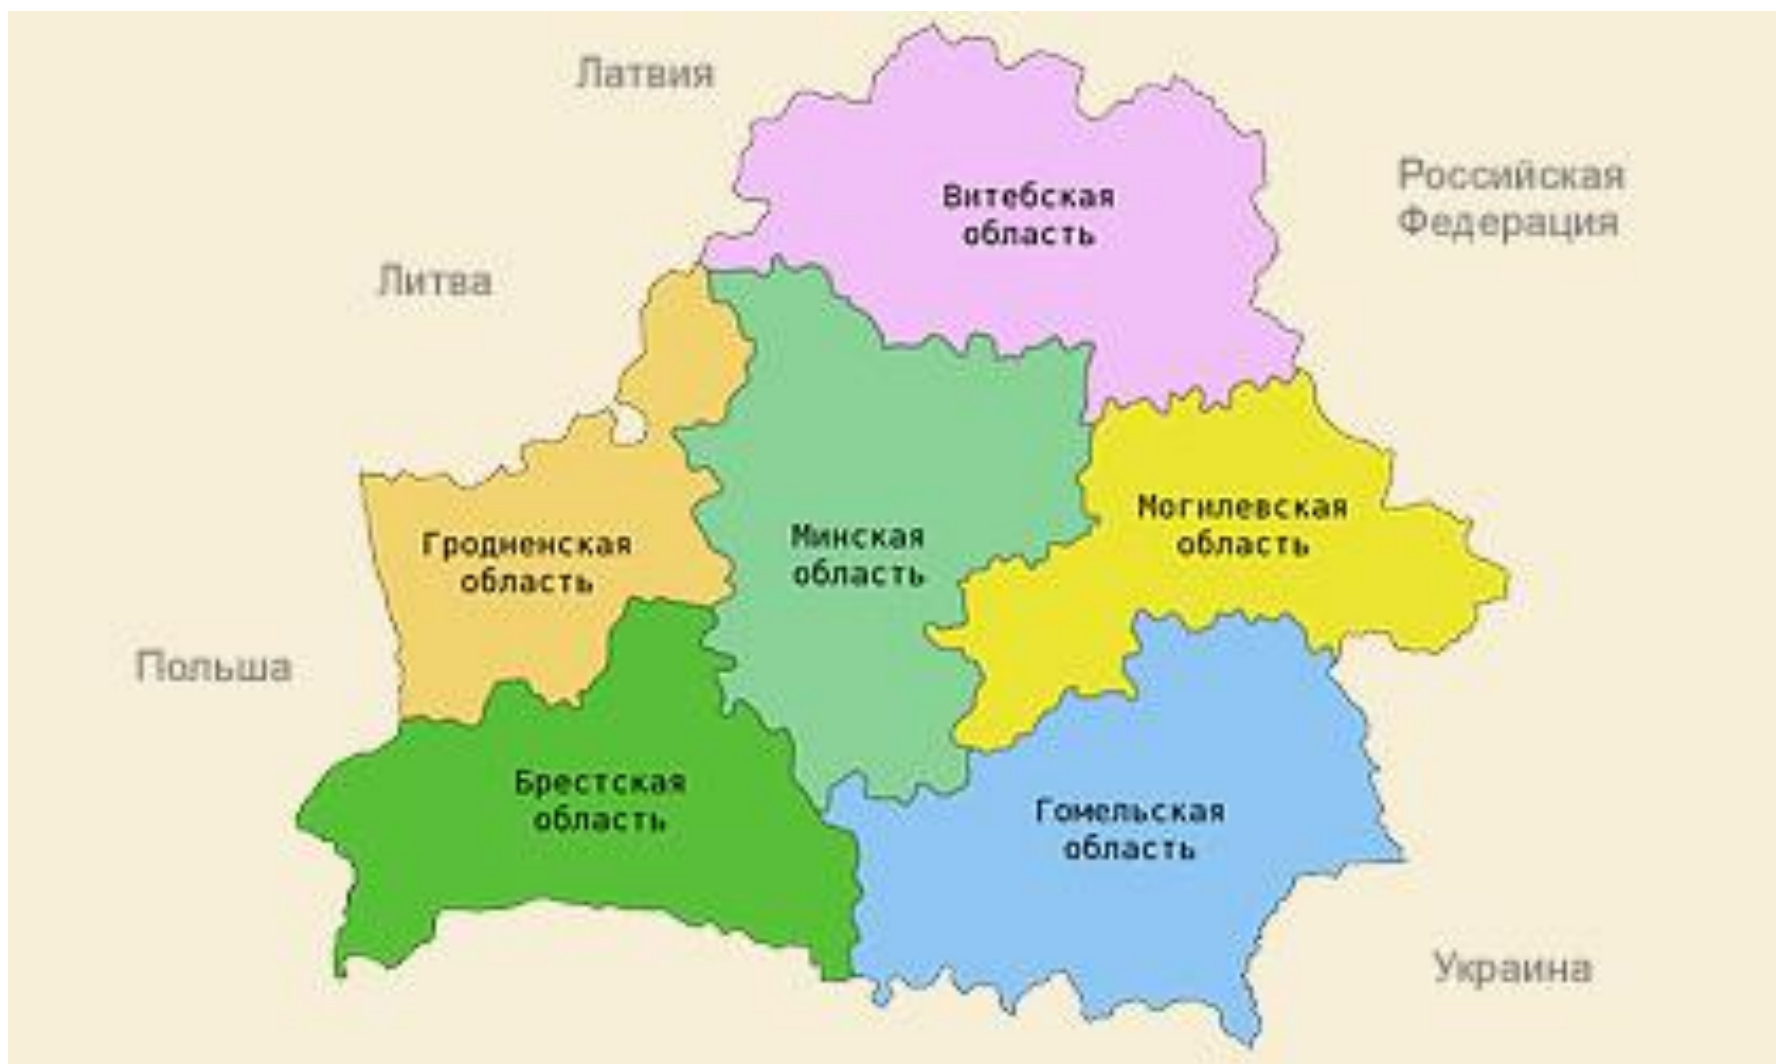 Латвия
Российская
Федерация
Витебская
область
Литва
Могилевская
область
Гродненская
область
Минская
область
Польша
Брестская
область
Гомельская
область
Украина